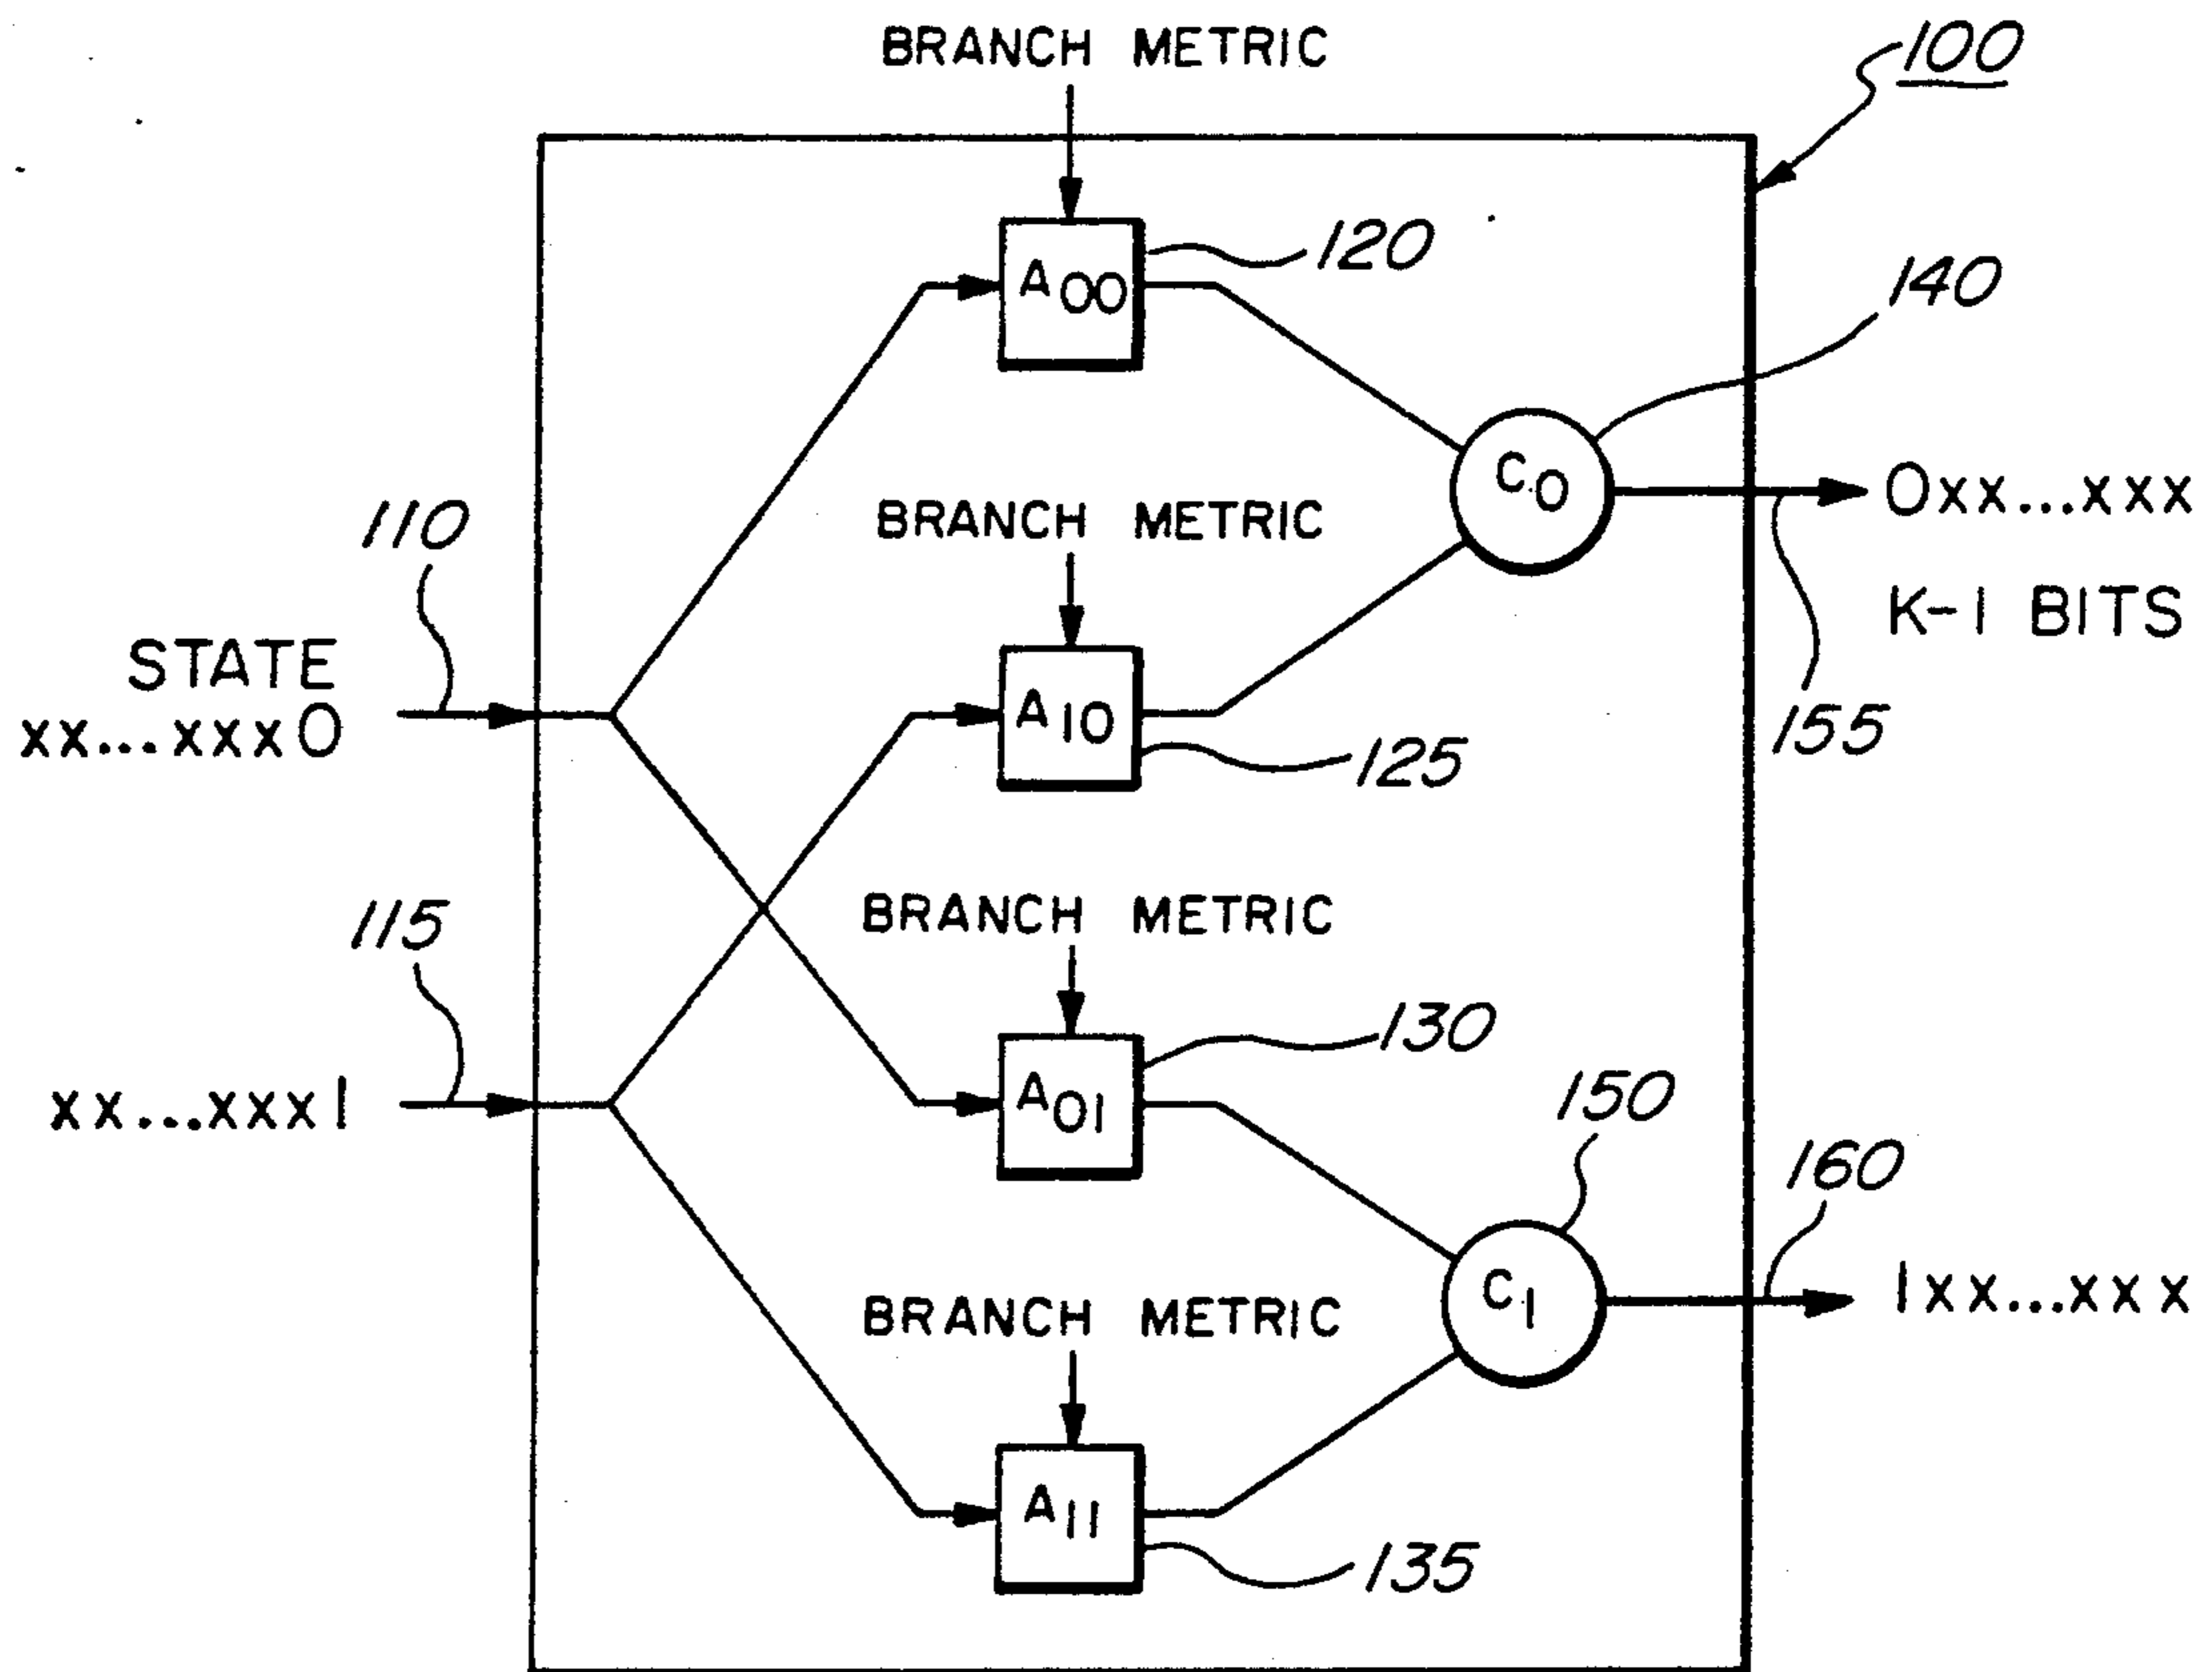 BRANCH METRIC
100
A00
120
140
C0
0xx...xxx
BRANCH METRIC
110
K-1 BITS
STATE
xx...xxx0
A10
125
155
BRANCH METRIC
115
130
xx...xxx1
A01
150
160
C1
1xx...xxx
BRANCH METRIC
A11
135